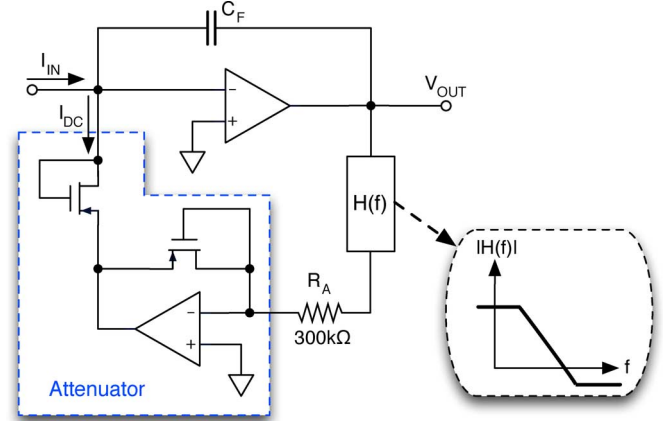 C_F
I_IN
V_OUT
I_DC
−
+
H(f)
|H(f)|
R_A
300kΩ
f
−
+
Attenuator